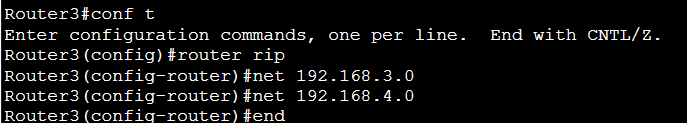 Router3#conf t
Enter configuration commands, one per line.  End with CNTL/Z.
Router3(config)#router rip
Router3(config-router)#net 192.168.3.0
Router3(config-router)#net 192.168.4.0
Router3(config-router)#end